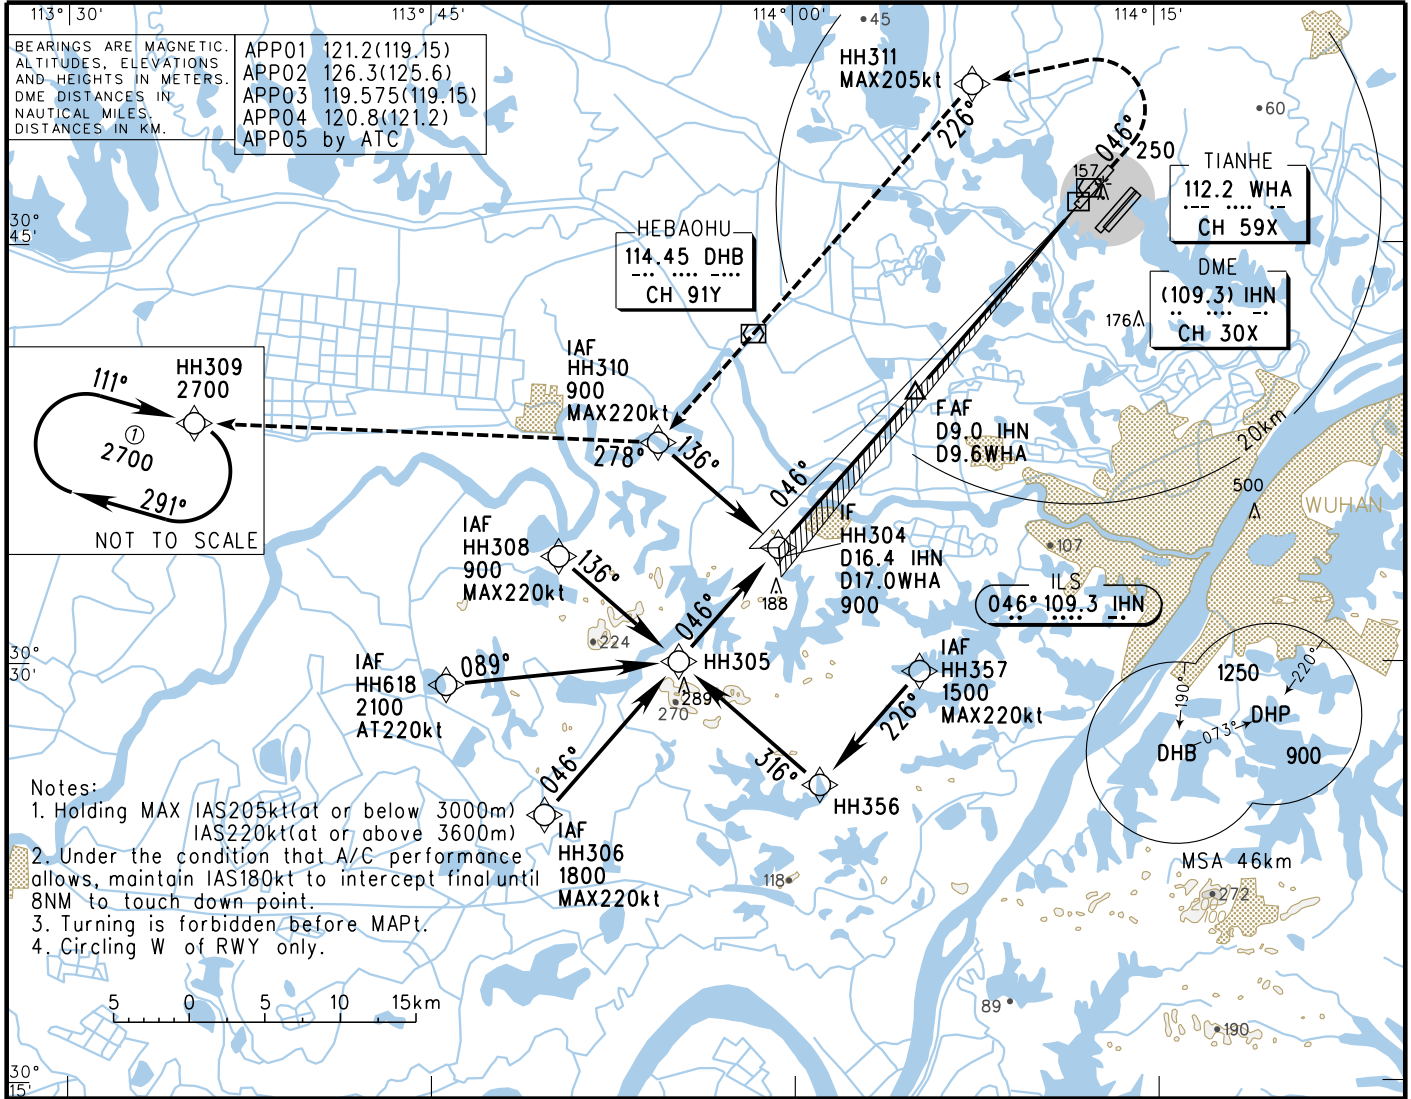 113° 30'
113° 45'
114° 00'
114° 15'
BEARINGS ARE MAGNETIC.
ALTITUDES, ELEVATIONS
AND HEIGHTS IN METERS.
DME DISTANCES IN
NAUTICAL MILES.
DISTANCES IN KM.
APP01 121.2(119.15)
APP02 126.3(125.6)
APP03 119.575(119.15)
APP04 120.8(121.2)
APP05 by ATC
45
HH311
MAX205kt
226°
60
046°
250
157
TIANHE
112.2 WHA
CH 59X
30°
45'
HEBAOHU
114.45 DHB
CH 91Y
DME
(109.3) IHN
CH 30X
176
HH309
2700
111°
1
2700
291°
NOT TO SCALE
IAF
HH310
900
MAX220kt
278°
136°
046°
FAF
D9.0 IHN
D9.6WHA
20km
500
WUHAN
107
IAF
HH308
900
MAX220kt
136°
IF
HH304
D16.4 IHN
D17.0WHA
900
188
ILS
046° 109.3 IHN
224
046°
HH305
30°
30'
IAF
HH618
2100
AT220kt
089°
289
270
IAF
HH357
1500
MAX220kt
226°
316°
HH356
046°
IAF
HH306
1800
MAX220kt
1250
190°
220°
073°
DHP
DHB
900
MSA 46km
Notes:
1. Holding MAX IAS205kt(at or below 3000m)
IAS220kt(at or above 3600m)
2. Under the condition that A/C performance
allows, maintain IAS180kt to intercept final until
8NM to touch down point.
3. Turning is forbidden before MAPt.
4. Circling W of RWY only.
118
272
89
190
5 0 5 10 15km
30°
15'